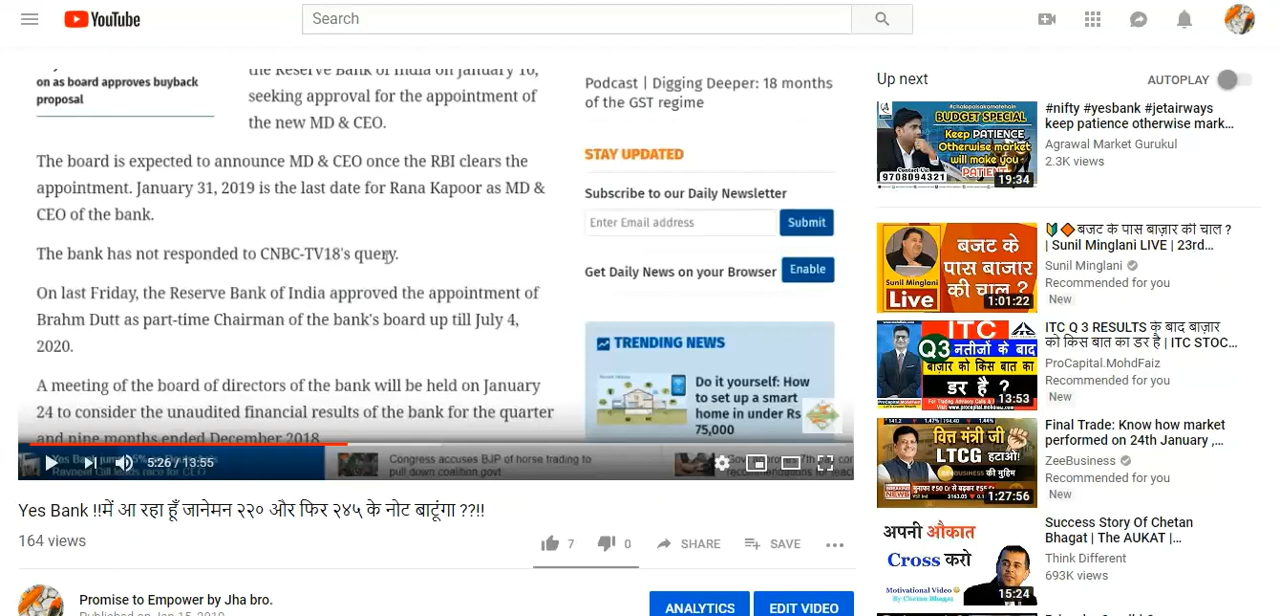 YouTube
Search
on as board approves buyback
proposal
the Reserve Bank of India on January 10,
seeking approval for the appointment of
the new MD & CEO.
The board is expected to announce MD & CEO once the RBI clears the
appointment. January 31, 2019 is the last date for Rana Kapoor as MD &
CEO of the bank.
The bank has not responded to CNBC-TV18's query.
On last Friday, the Reserve Bank of India approved the appointment of
Brahm Dutt as part-time Chairman of the bank's board up till July 4,
2020.
A meeting of the board of directors of the bank will be held on January
24 to consider the unaudited financial results of the bank for the quarter
and nine months ended December 2018
Podcast | Digging Deeper: 18 months
of the GST regime
STAY UPDATED
Subscribe to our Daily Newsletter
Enter Email address
Submit
Get Daily News on your Browser
Enable
TRENDING NEWS
Do it yourself: How
to set up a smart
home in under Rs
75,000
Congress accuses BJP of horse trading to
pull down coalition govt
5:26 / 13:55
Yes Bank !!में आ रहा हूँ जानेमन २२० और फिर २४५ के नोट बाटूंगा ??!!
164 views
7
0
SHARE
SAVE
Promise to Empower by Jha bro.
Published on Jan 15, 2019
ANALYTICS
EDIT VIDEO
Up next
AUTOPLAY
#chalopaisakamatehain
BUDGET SPECIAL
Keep PATIENCE
Otherwise market
will make you
PATIENT
Contact Us:
9708094321
19:34
#nifty #yesbank #jetairways
keep patience otherwise mark...
Agrawal Market Gurukul
2.3K views
बजट के
पास बाजार
की चाल ?
Sunil Minglani
Live
1:01:22
बजट के पास बाज़ार की चाल ?
| Sunil Minglani LIVE | 23rd...
Sunil Minglani
Recommended for you
New
ITC
Q3 नतीजों के बाद
बाज़ार को किस बात का
डर है ?
13:53
ITC Q 3 RESULTS के बाद बाज़ार
को किस बात का डर है | ITC STOC...
ProCapital.MohdFaiz
Recommended for you
New
वित्त मंत्री जी
LTCG हटाओ!
की मुहिम
BREAKING
NEWS
1:27:56
Final Trade: Know how market
performed on 24th January ,...
ZeeBusiness
Recommended for you
New
अपनी औकात
Cross करो
Motivational Video
By Chetan Bhagat
15:24
Success Story Of Chetan
Bhagat | The AUKAT |...
Think Different
693K views